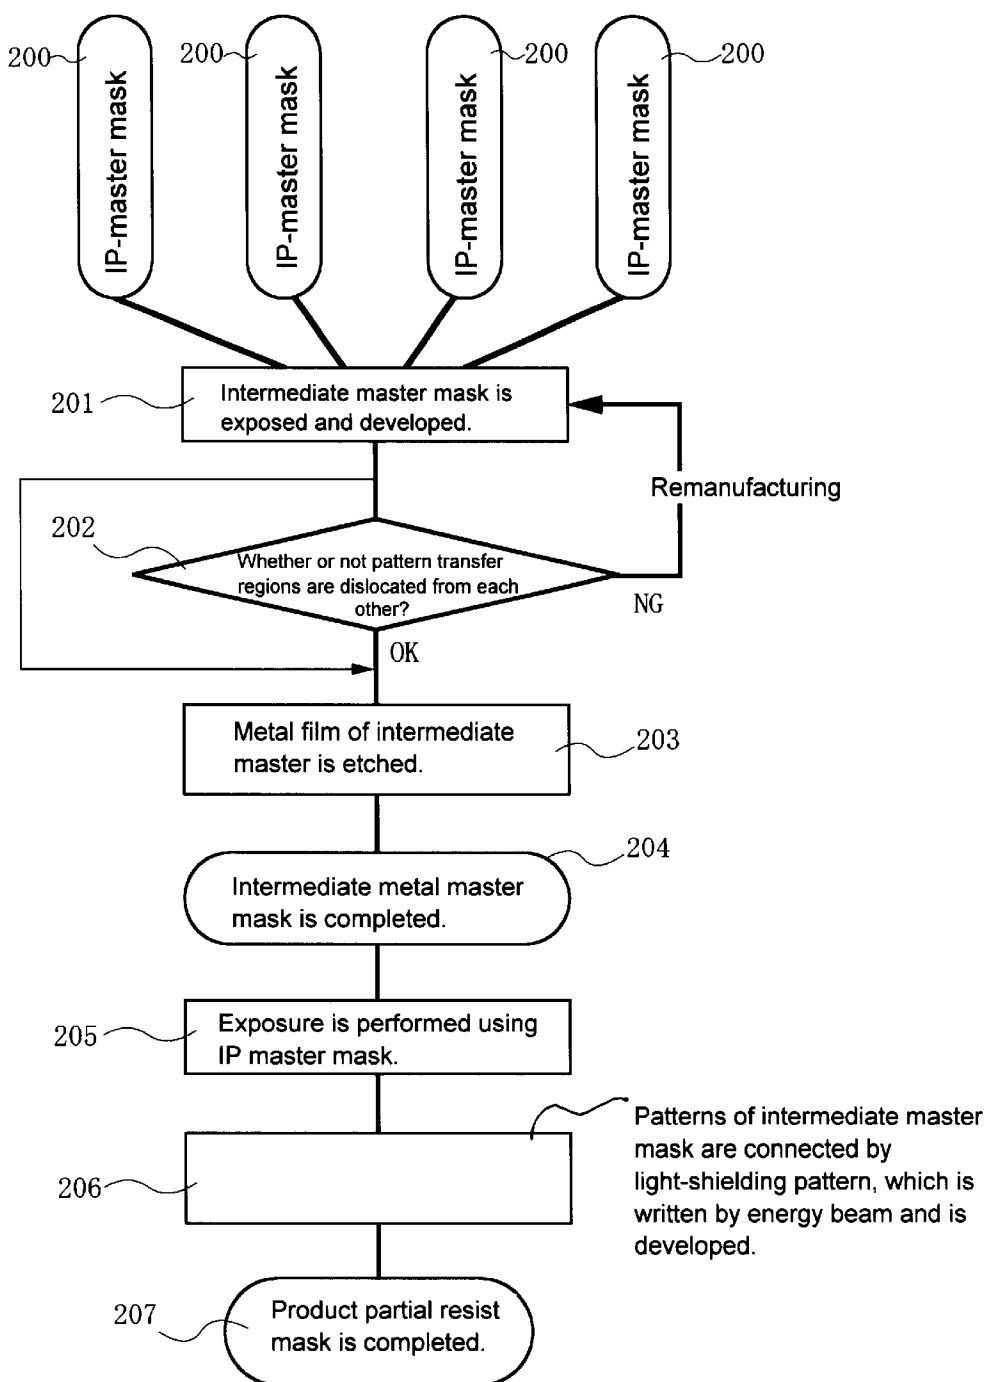 200
IP-master mask
200
IP-master mask
200
IP-master mask
200
IP-master mask
201
Intermediate master mask is
exposed and developed.
Remanufacturing
202
Whether or not pattern transfer
regions are dislocated from each
other?
NG
OK
Metal film of intermediate
master is etched.
203
204
Intermediate metal master
mask is completed.
205
Exposure is performed using
IP master mask.
206
Patterns of intermediate master
mask are connected by
light-shielding pattern, which is
written by energy beam and is
developed.
207
Product partial resist
mask is completed.